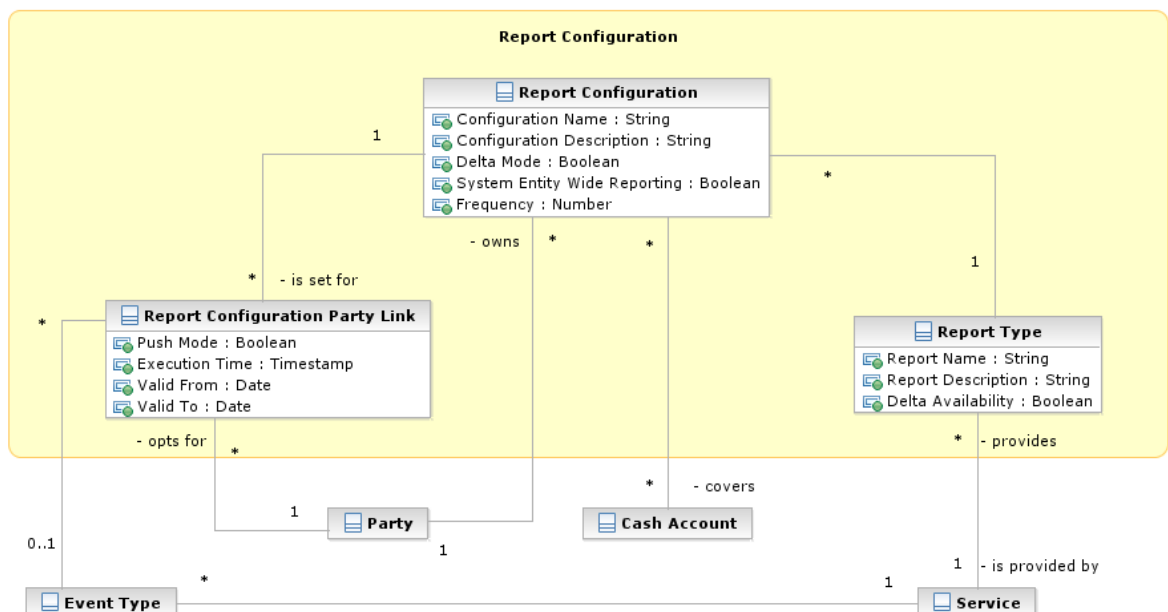 Report Configuration
Report Configuration
Configuration Name : String
Configuration Description : String
Delta Mode : Boolean
System Entity Wide Reporting : Boolean
Frequency : Number
1
*
- owns
*
*
1
*
- is set for
*
Report Configuration Party Link
Push Mode : Boolean
Execution Time : Timestamp
Valid From : Date
Valid To : Date
Report Type
Report Name : String
Report Description : String
Delta Availability : Boolean
- opts for
*
*
- provides
*
- covers
1
Party
Cash Account
0..1
1
1
- is provided by
*
1
Event Type
Service